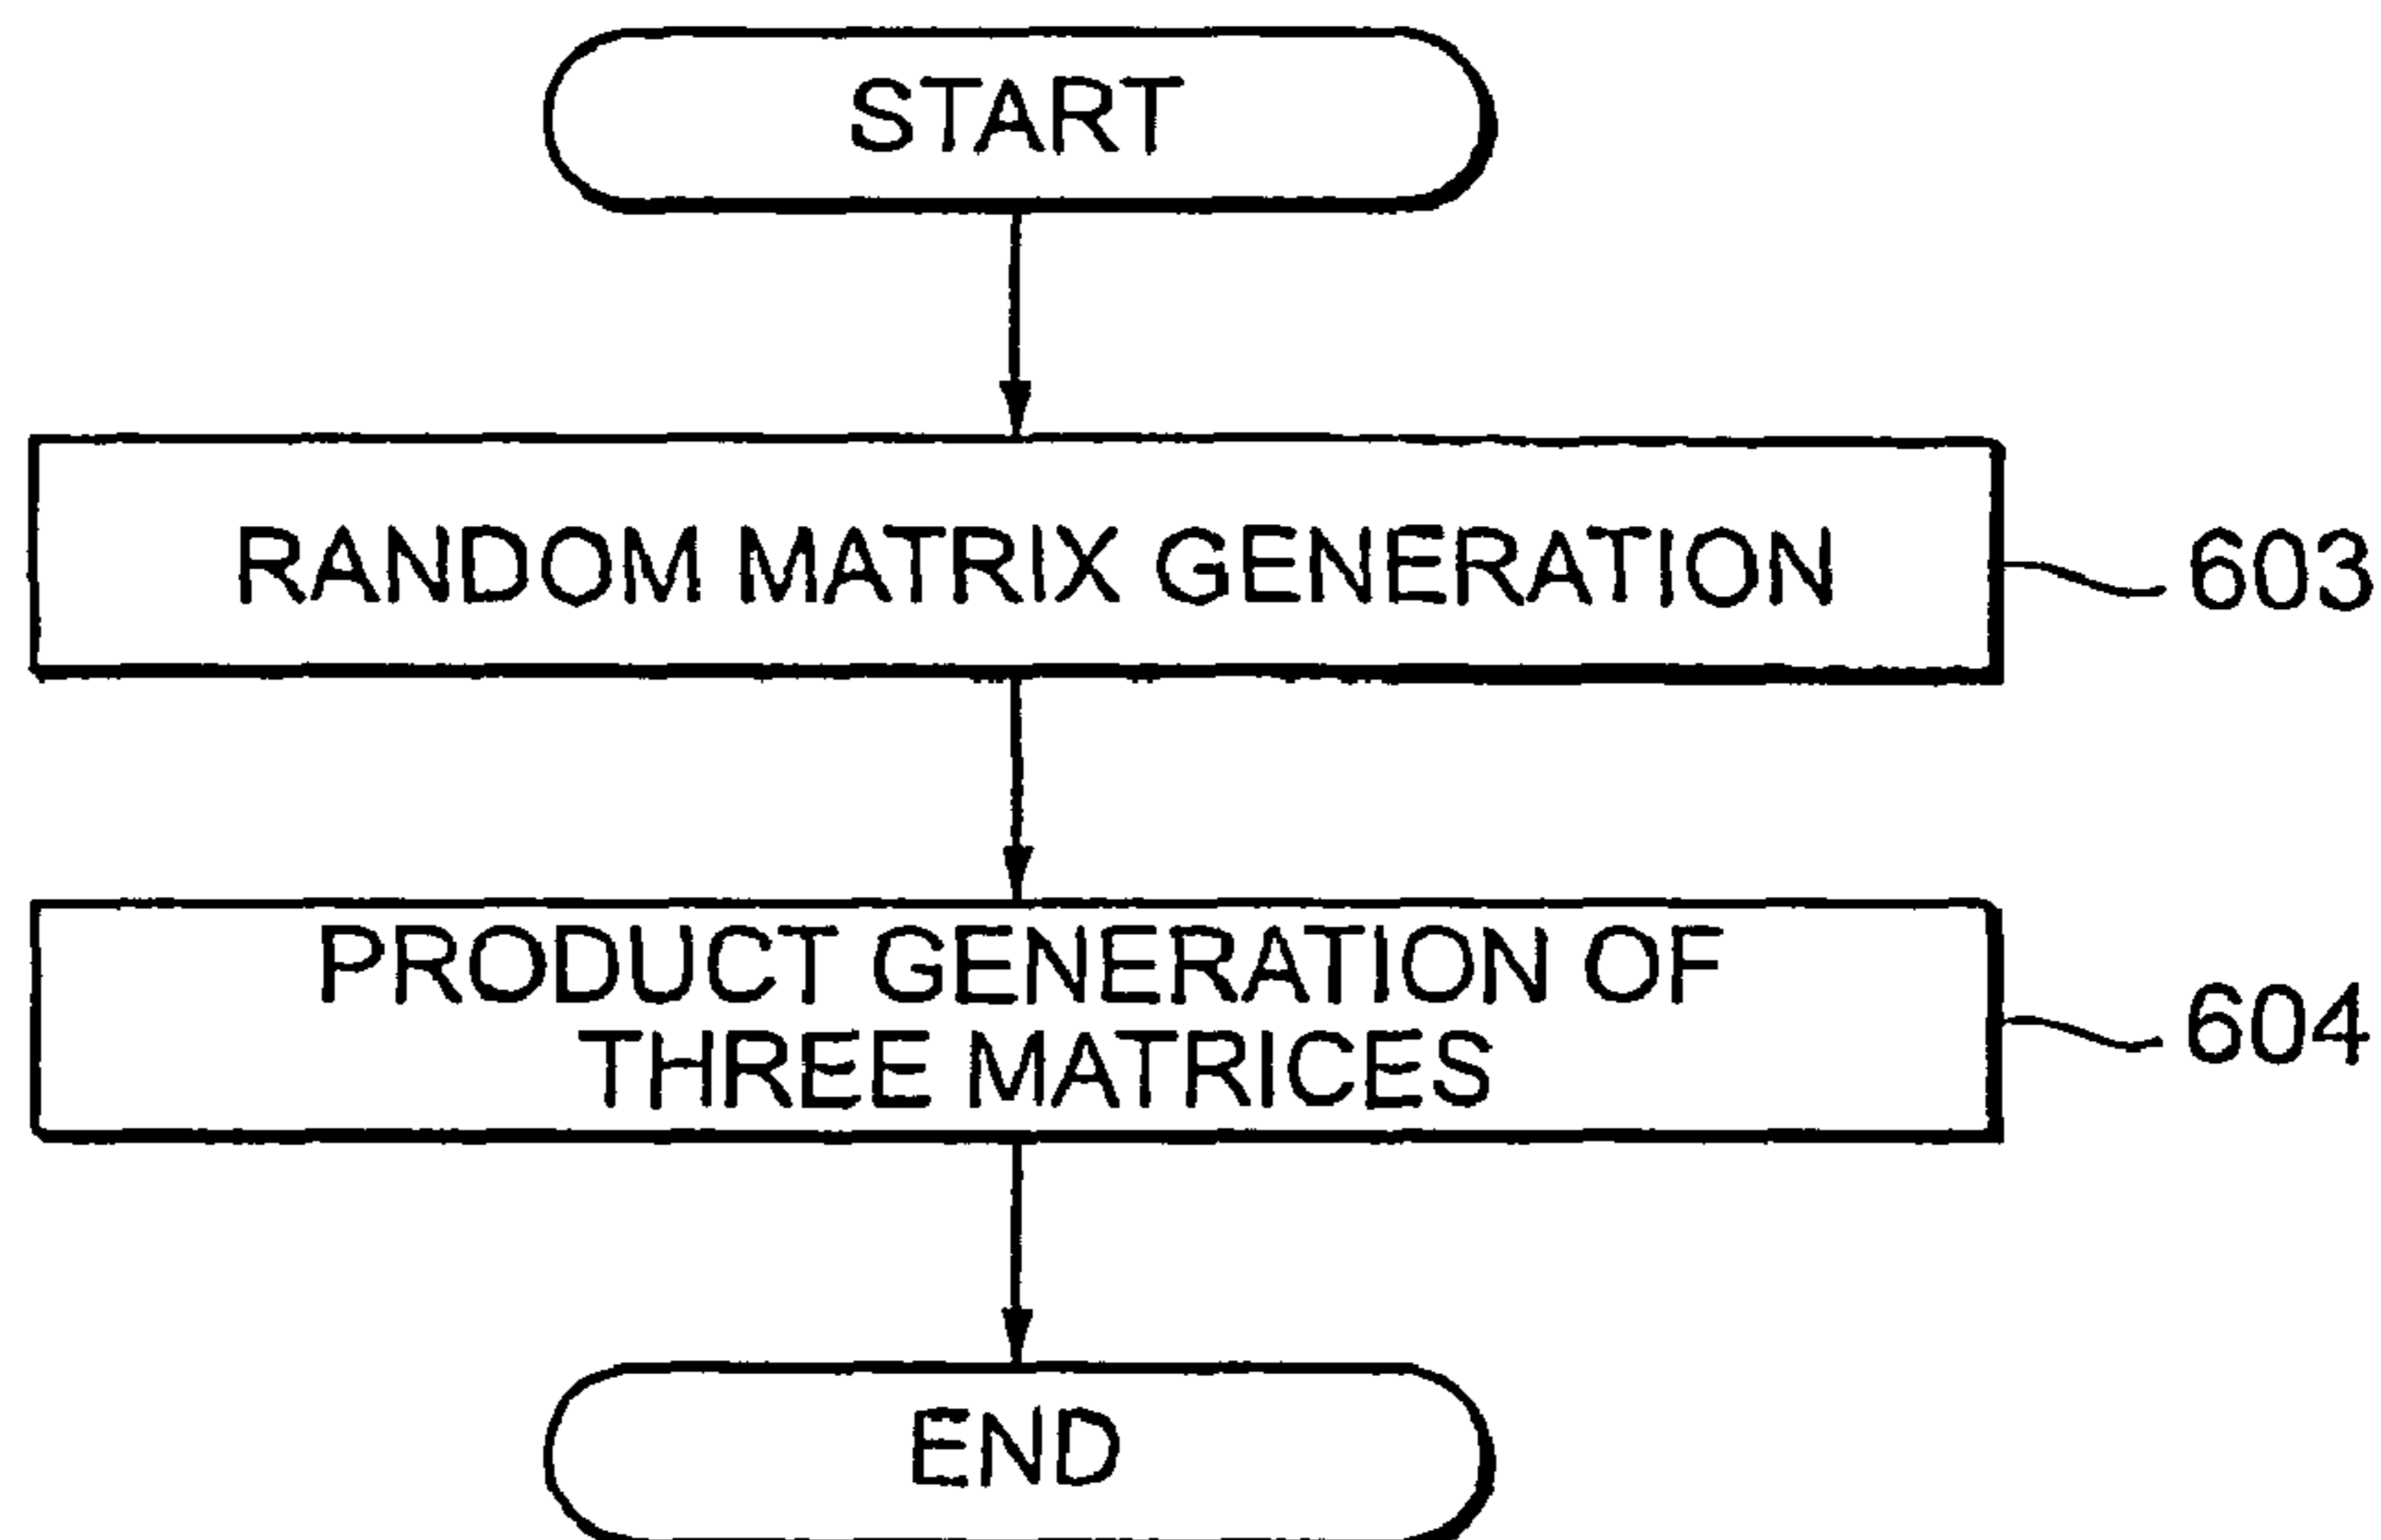 START
RANDOM MATRIX GENERATION
603
PRODUCT GENERATION OF
THREE MATRICES
604
END